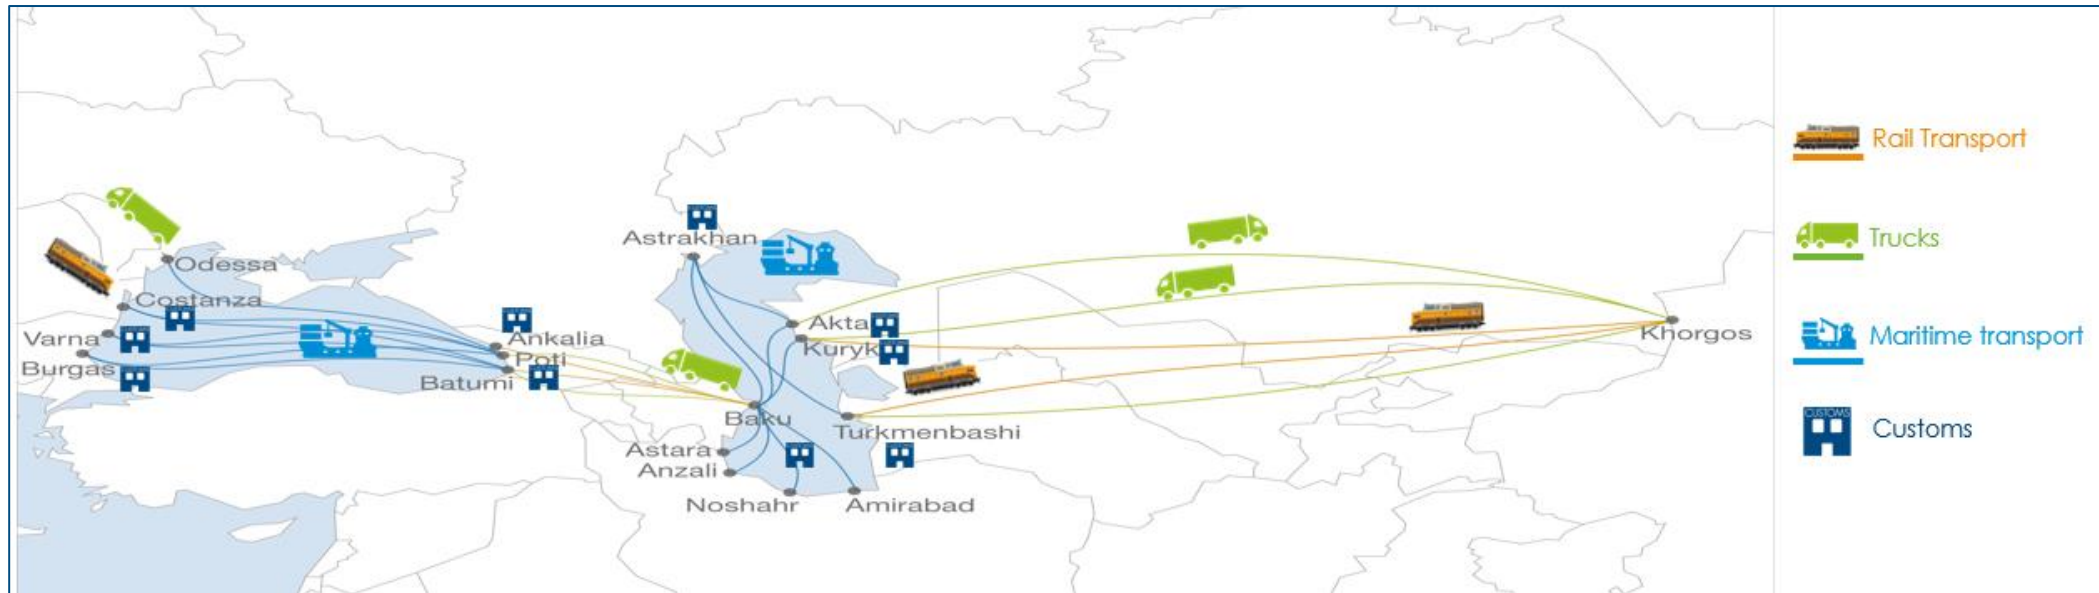 Astrakhan
Odessa
Costanza
Varna
Ankalia
Burgas
Poti
Batumi
Akta
Kuryk
Khorgos
Baku
Turkmenbashi
Astara
Anzali
Noshahr
Amirabad
Rail Transport
Trucks
Maritime transport
CUSTOMS
Customs